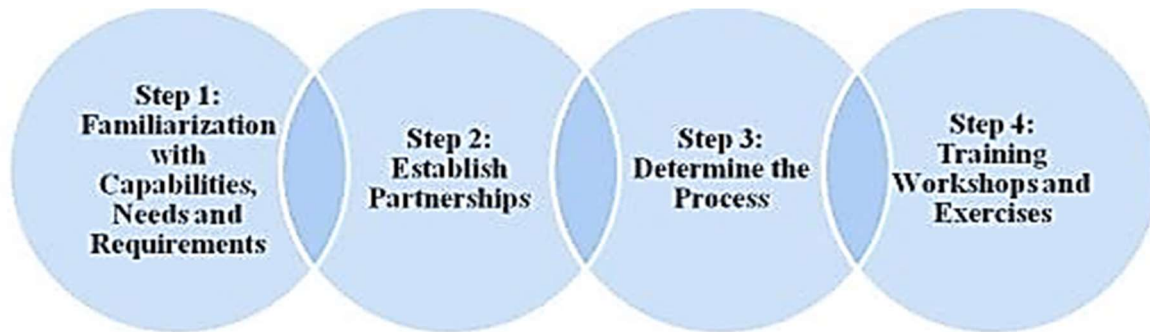 Step 1:
Familiarization
with
Capabilities,
Needs and
Requirements
Step 2:
Establish
Partnerships
Step 3:
Determine the
Process
Step 4:
Training
Workshops and
Exercises